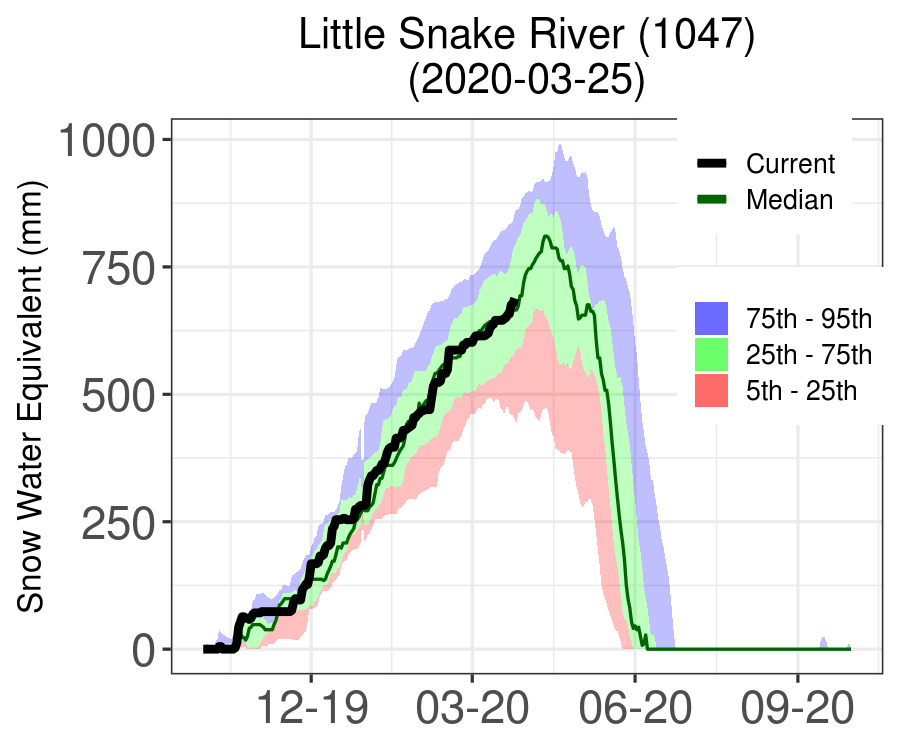 Little Snake River (1047)
(2020-03-25)
Snow Water Equivalent (mm)
1000
750
500
250
0
12-19
03-20
06-20
09-20
Current
Median
75th - 95th
25th - 75th
5th - 25th